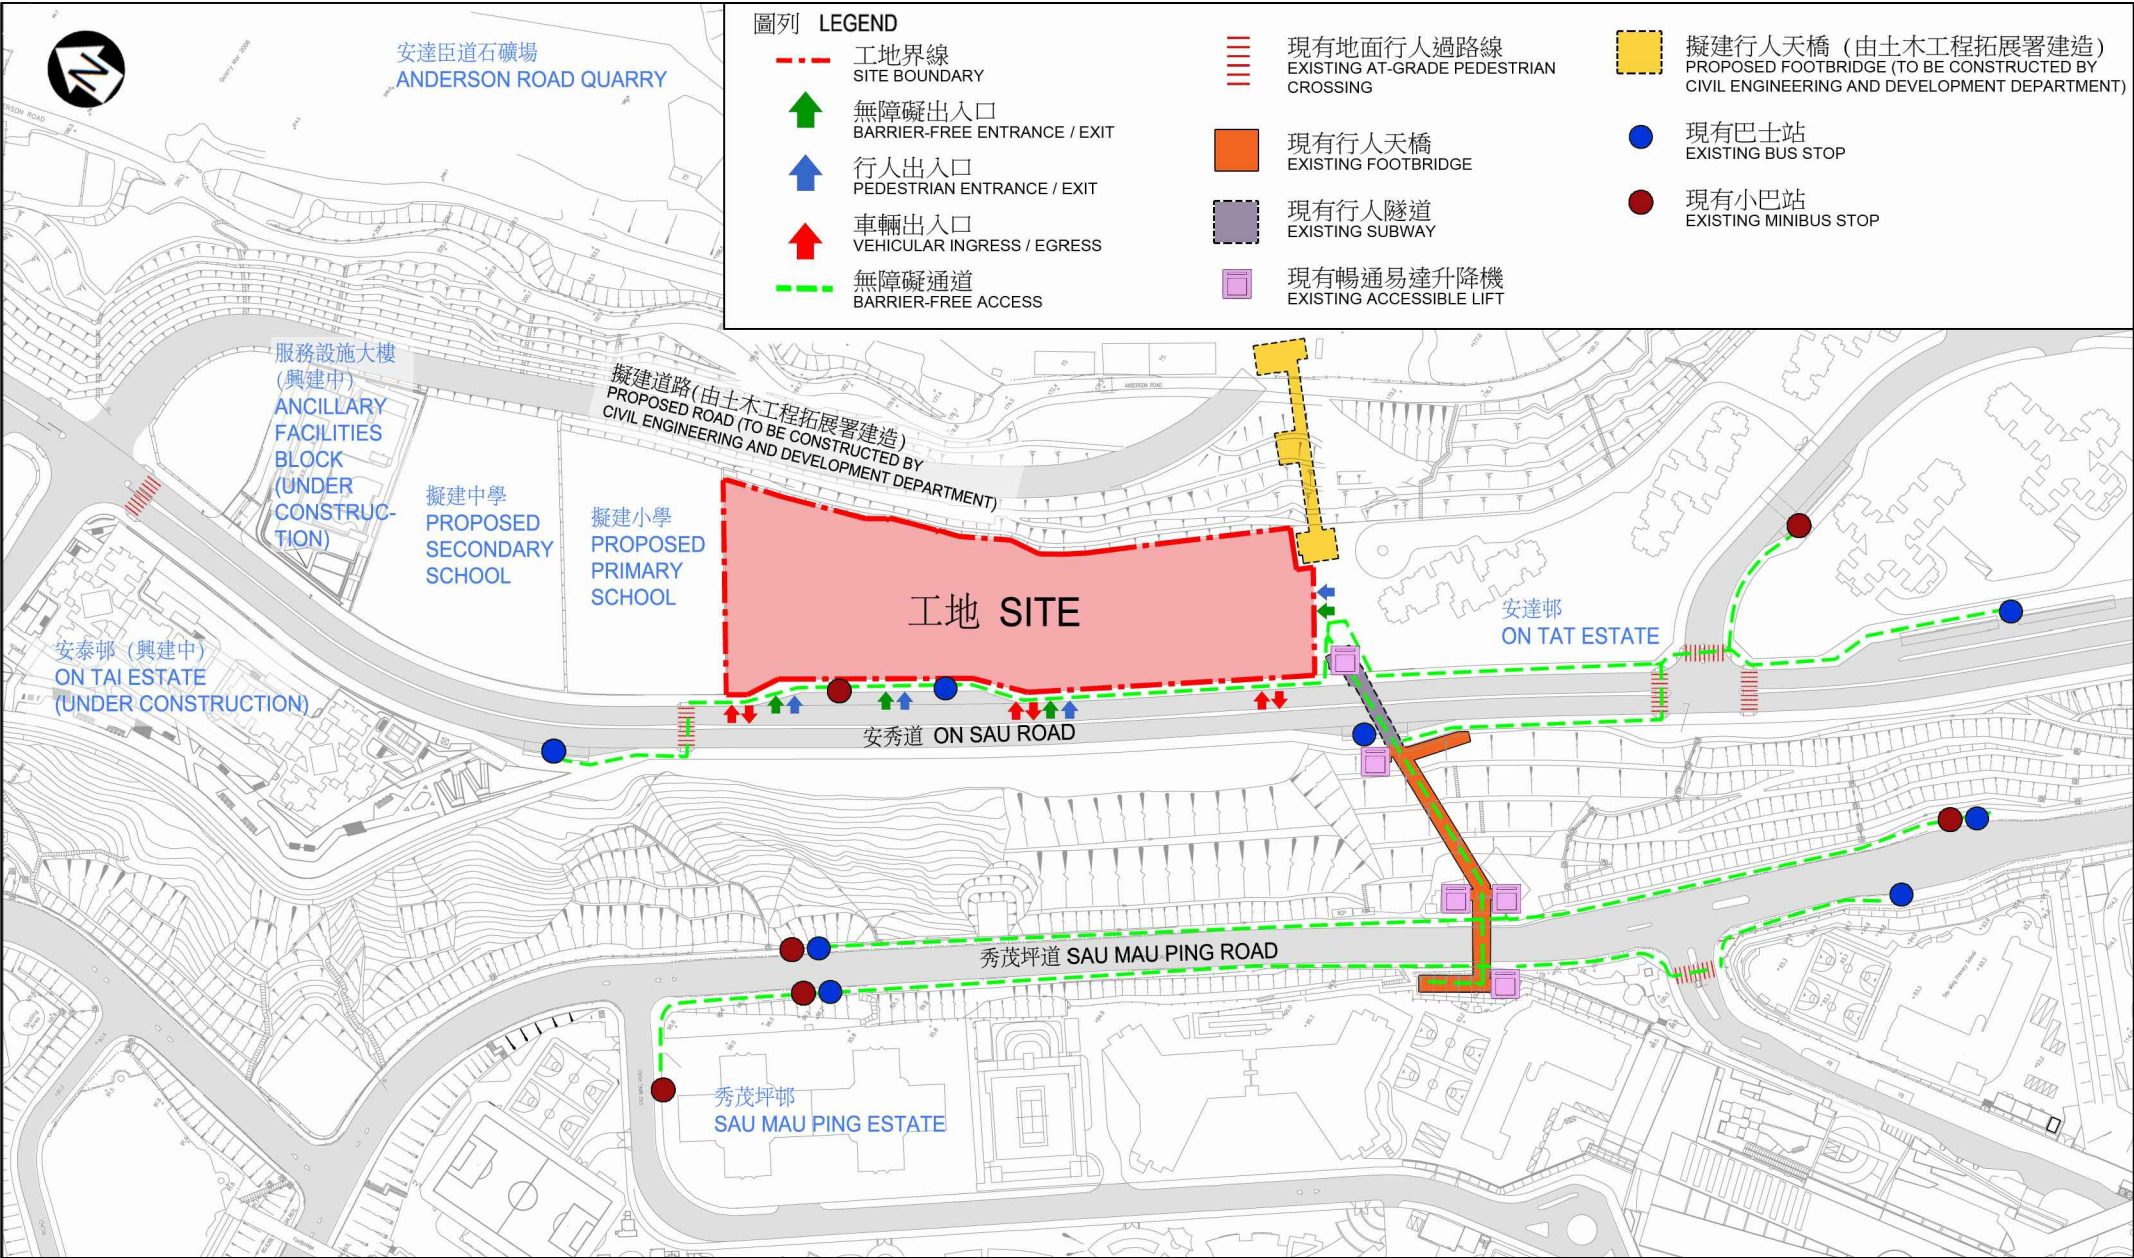 圖列 LEGEND
工地界線
SITE BOUNDARY
無障礙出入口
BARRIER-FREE ENTRANCE / EXIT
行人出入口
PEDESTRIAN ENTRANCE / EXIT
車輛出入口
VEHICULAR INGRESS / EGRESS
無障礙通道
BARRIER-FREE ACCESS
現有地面行人過路線
EXISTING AT-GRADE PEDESTRIAN
CROSSING
現有行人天橋
EXISTING FOOTBRIDGE
現有行人隧道
EXISTING SUBWAY
現有暢通易達升降機
EXISTING ACCESSIBLE LIFT
擬建行人天橋 (由土木工程拓展署建造)
PROPOSED FOOTBRIDGE (TO BE CONSTRUCTED BY
CIVIL ENGINEERING AND DEVELOPMENT DEPARTMENT)
現有巴士站
EXISTING BUS STOP
現有小巴站
EXISTING MINIBUS STOP
N
安達臣道石礦場
ANDERSON ROAD QUARRY
服務設施大樓
(興建中)
ANCILLARY
FACILITIES
BLOCK
(UNDER
CONSTRUC-
TION)
擬建道路(由土木工程拓展署建造)
PROPOSED ROAD (TO BE CONSTRUCTED BY
CIVIL ENGINEERING AND DEVELOPMENT DEPARTMENT)
ANDERSON ROAD
擬建中學
PROPOSED
SECONDARY
SCHOOL
擬建小學
PROPOSED
PRIMARY
SCHOOL
工地 SITE
安達邨
ON TAT ESTATE
安泰邨 (興建中)
ON TAI ESTATE
(UNDER CONSTRUCTION)
安秀道 ON SAU ROAD
秀茂坪道 SAU MAU PING ROAD
秀茂坪邨
SAU MAU PING ESTATE